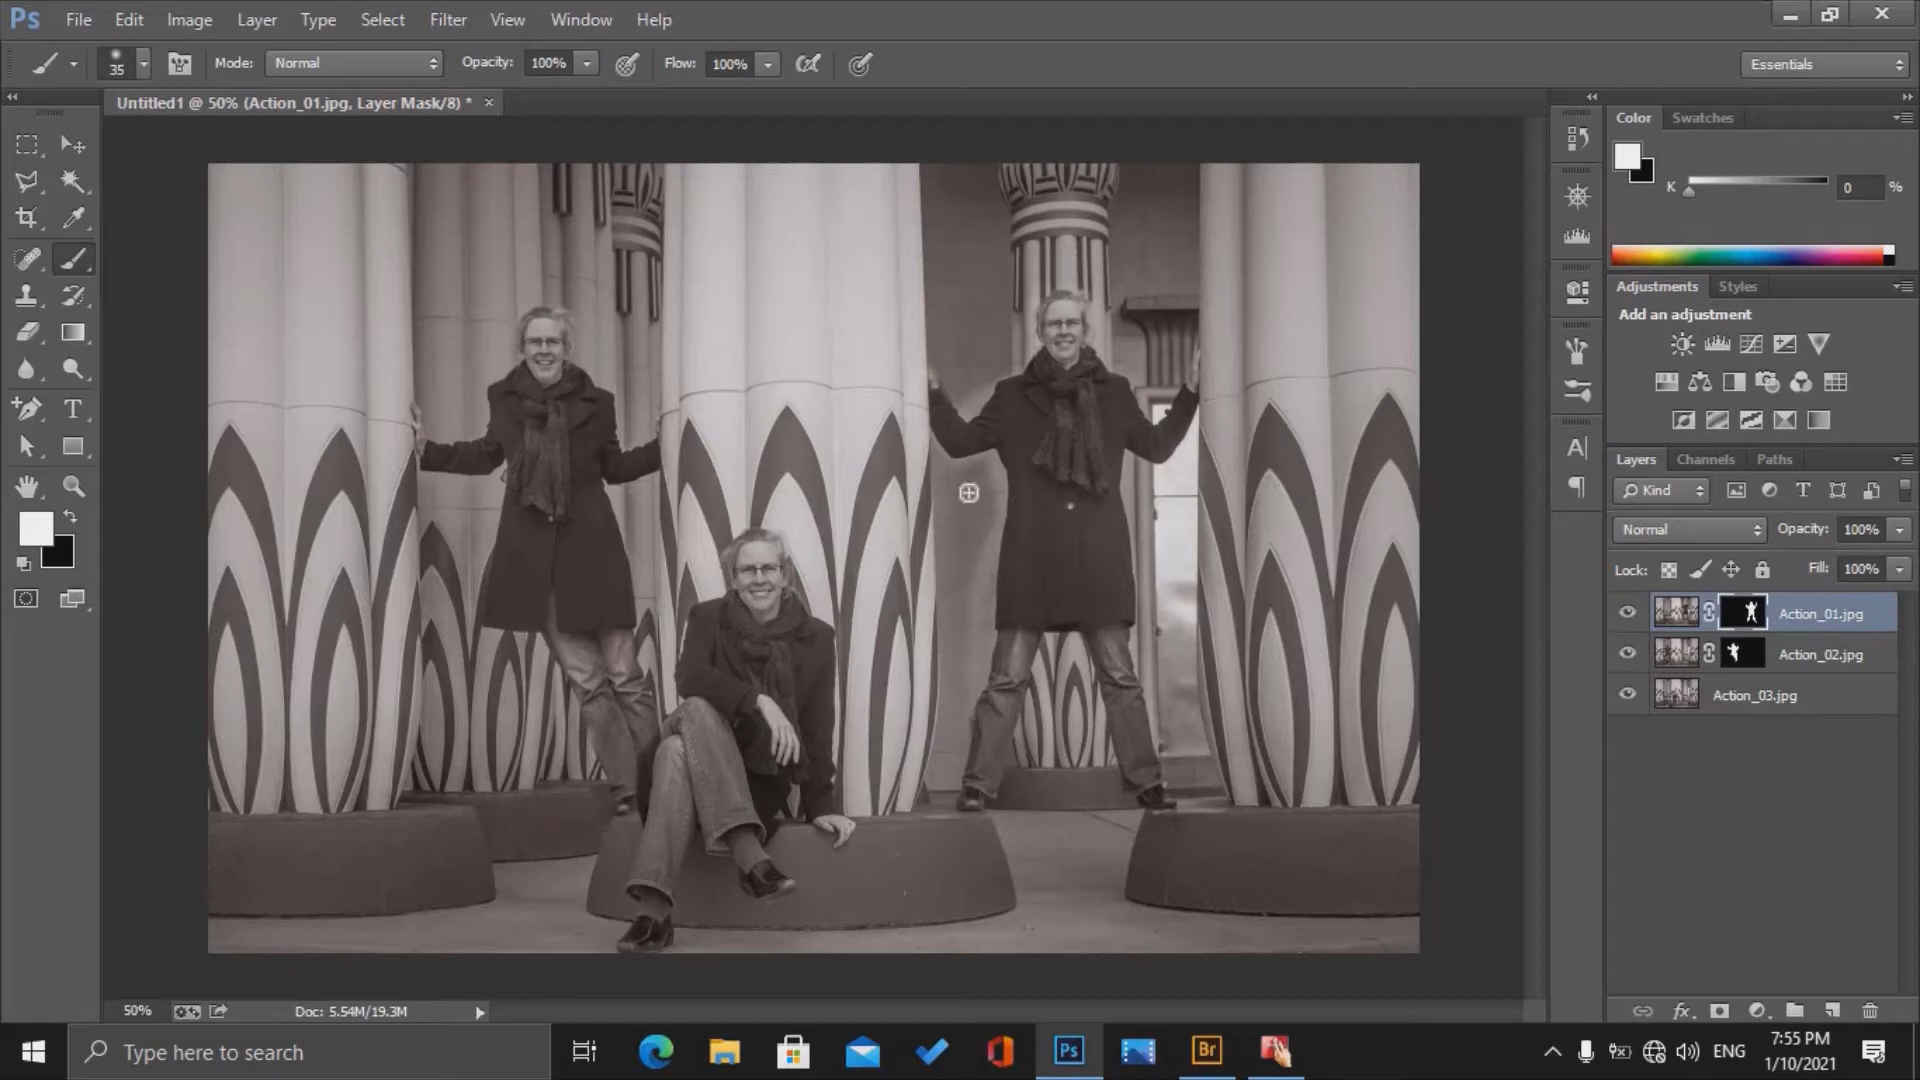 Ps File Edit Image Layer Type Select Filter View Window Help
35 Mode: Normal Opacity: 100% Flow: 100% Essentials
Untitled1 @ 50% (Action_01.jpg, Layer Mask/8) * ×
Color Swatches
K 0 %
Adjustments Styles
Add an adjustment
Layers Channels Paths
Kind
Normal Opacity: 100%
Lock: Fill: 100%
Action_01.jpg
Action_02.jpg
Action_03.jpg
50% Doc: 5.54M/19.3M
Type here to search
Ps Br
ENG
7:55 PM
1/10/2021